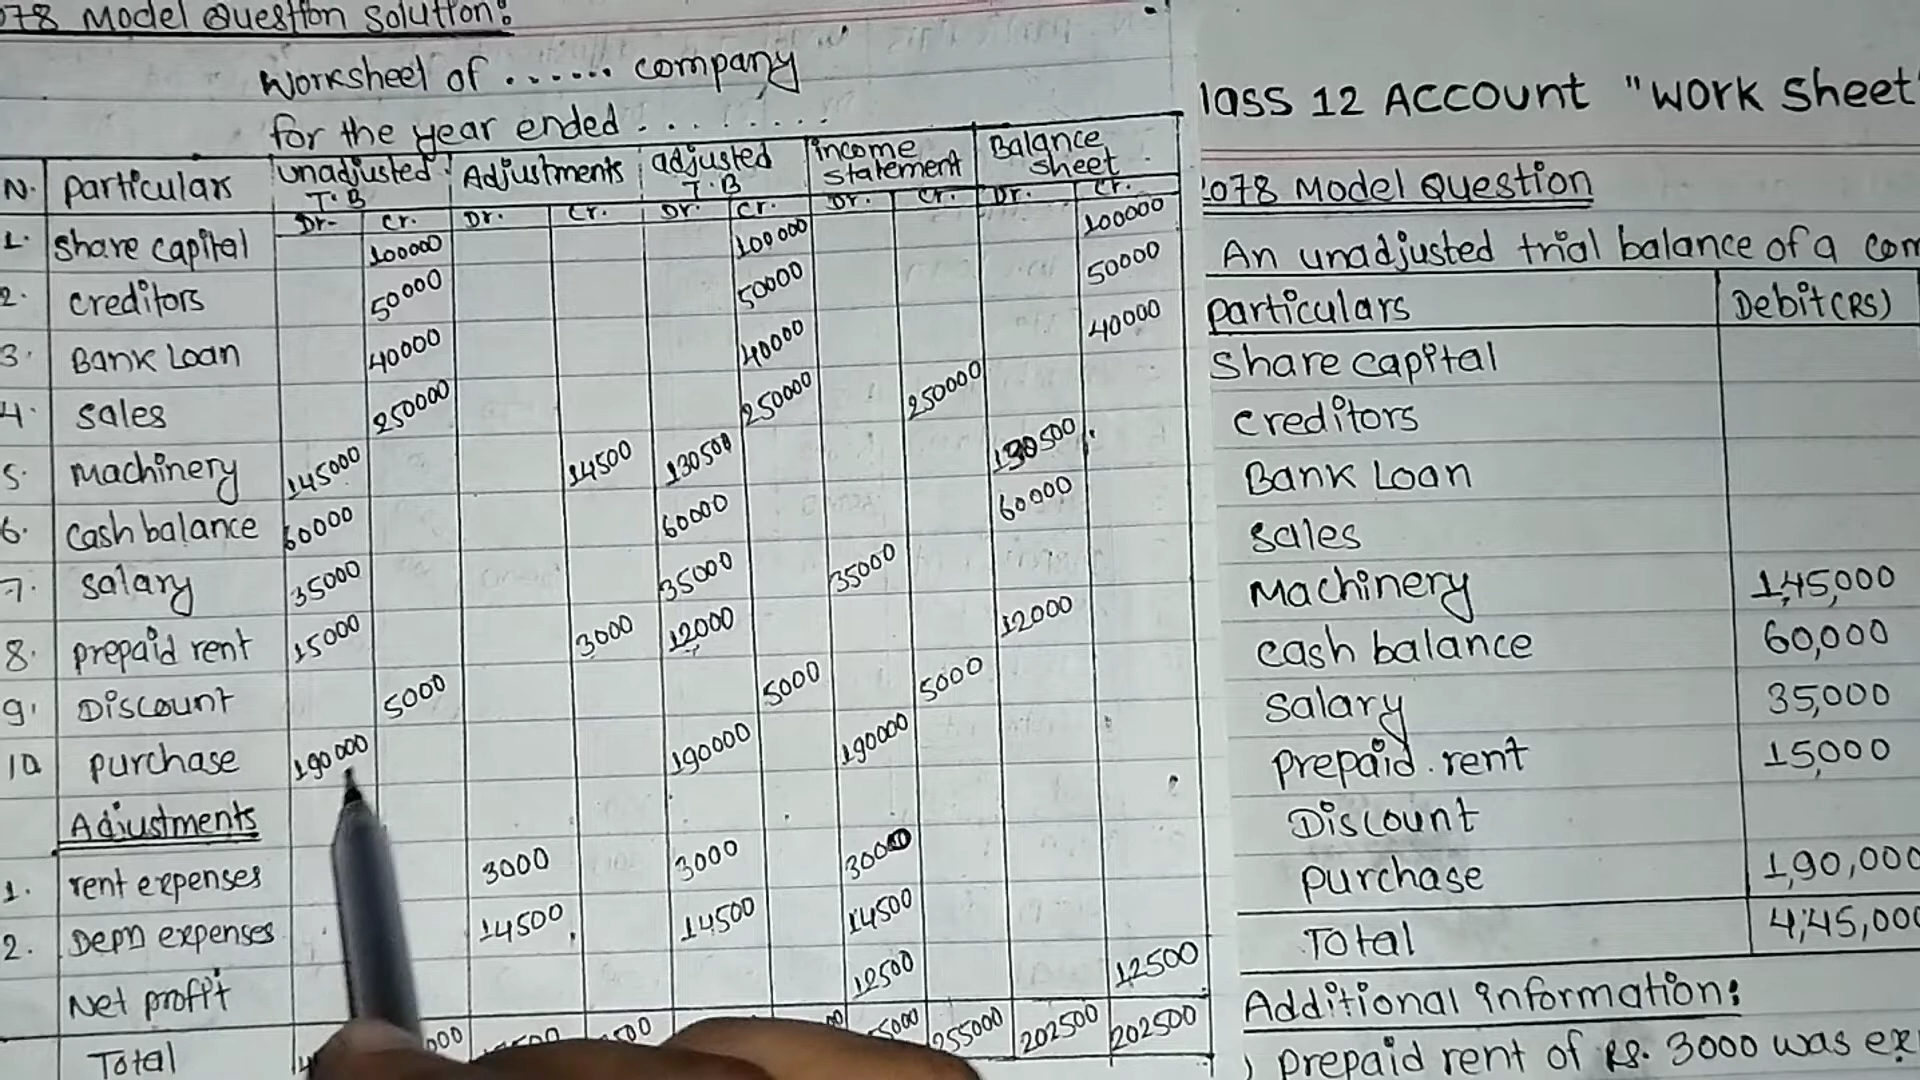 078 Model Question Solution:
Worksheet of ...... company
for the year ended .........
N. Particulars Unadjusted T.B Adjustments adjusted T.B income statement Balance sheet
Dr. Cr. Dr. Cr. Dr. Cr. Dr. Cr. Dr. Cr.
1. Share capital 100000 100000 100000
2. Creditors 50000 50000 50000
3. Bank Loan 40000 40000 40000
4. Sales 250000 250000 250000
5. Machinery 145000 14500 130500 130500
6. Cash balance 60000 60000 60000
7. Salary 35000 35000 35000
8. prepaid rent 15000 3000 12000 12000
9. Discount 5000 5000 5000
10 purchase 190000 190000 190000
Adjustments
1. rent expenses 3000 3000 3000
2. Depn expenses 14500 14500 14500
Net profit 12500 12500
Total 255000 202500 202500
lass 12 Account "Work Sheet"
2078 Model Question
An unadjusted trial balance of a com
Particulars Debit(RS)
Share capital
Creditors
Bank Loan
Sales
Machinery 1,45,000
Cash balance 60,000
Salary 35,000
Prepaid rent 15,000
Discount
Purchase 1,90,000
Total 4,45,000
Additional information:
) Prepaid rent of Rs. 3000 was ex